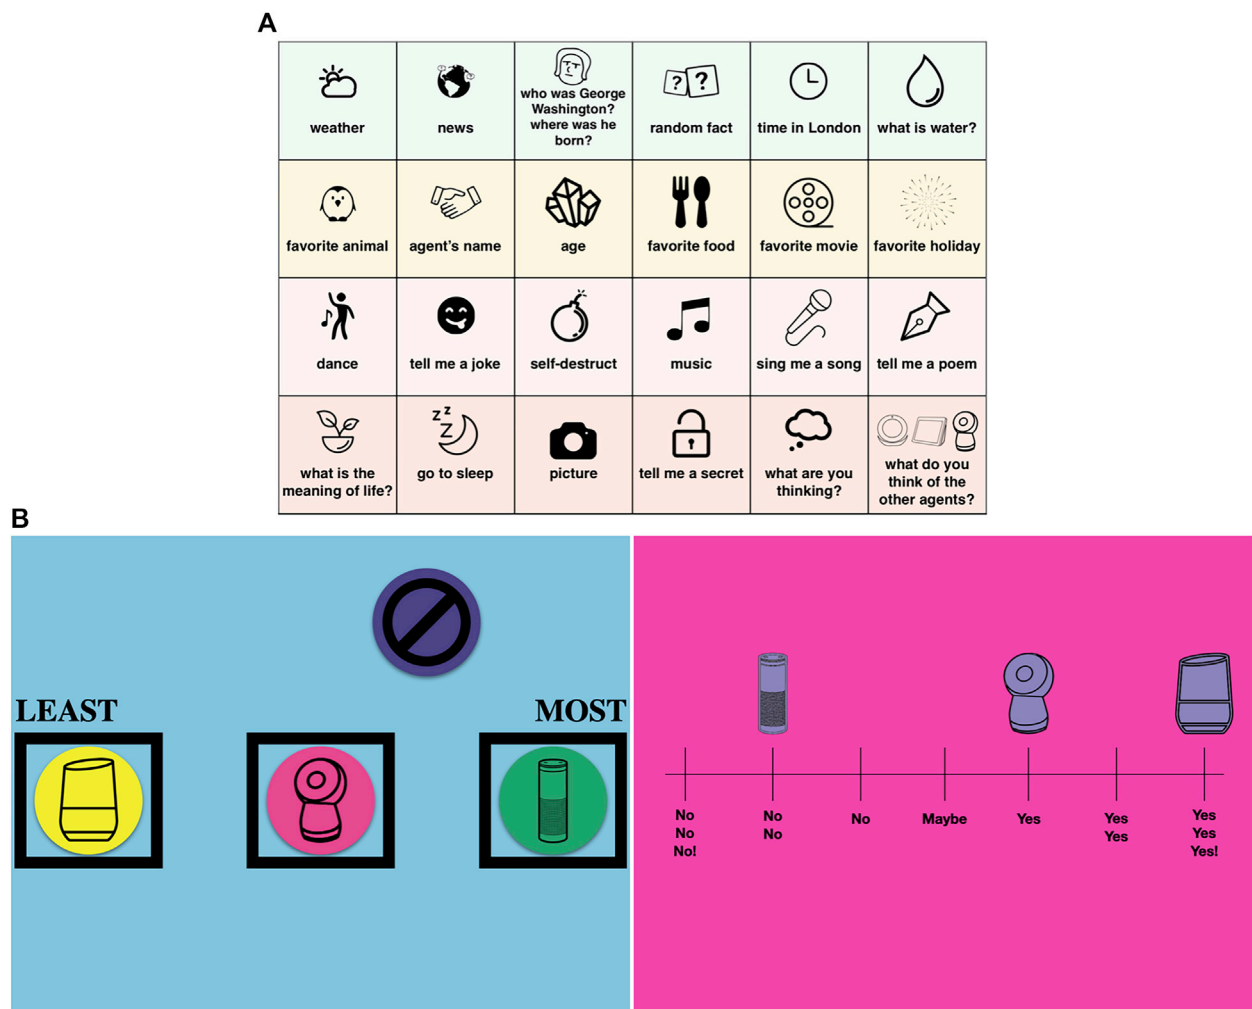 A
weather
news
who was George
Washington?
where was he
born?
? ?
random fact
time in London
what is water?
favorite animal
agent's name
age
favorite food
favorite movie
favorite holiday
dance
tell me a joke
self-destruct
music
sing me a song
tell me a poem
what is the
meaning of life?
z z
Z
go to sleep
picture
tell me a secret
what are you
thinking?
what do you
think of the
other agents?
B
LEAST
MOST
No
No
No!
No
No
No
Maybe
Yes
Yes
Yes
Yes
Yes
Yes!